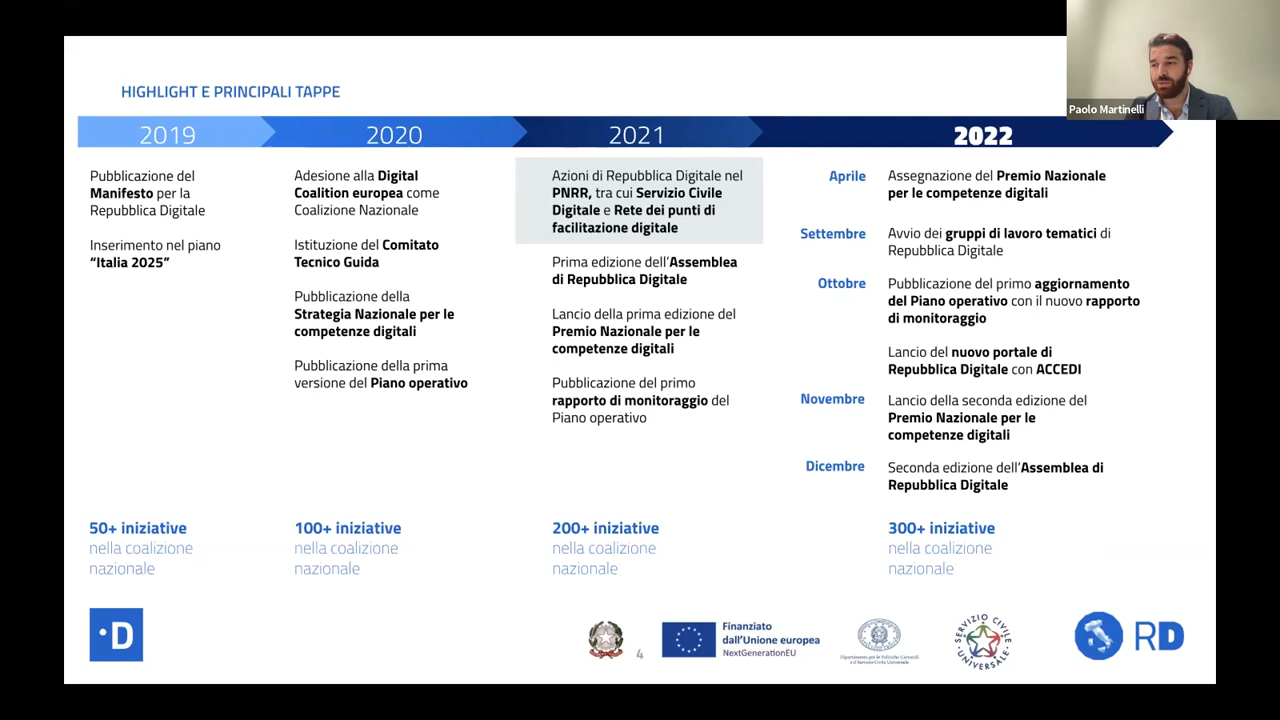 HIGHLIGHT E PRINCIPALI TAPPE
Paolo Martinelli
2019
2020
2021
2022
Pubblicazione del
Manifesto per la
Repubblica Digitale
Inserimento nel piano
“Italia 2025”
Adesione alla Digital
Coalition europea come
Coalizione Nazionale
Istituzione del Comitato
Tecnico Guida
Pubblicazione della
Strategia Nazionale per le
competenze digitali
Pubblicazione della prima
versione del Piano operativo
Azioni di Repubblica Digitale nel
PNRR, tra cui Servizio Civile
Digitale e Rete dei punti di
facilitazione digitale
Prima edizione dell’Assemblea
di Repubblica Digitale
Lancio della prima edizione del
Premio Nazionale per le
competenze digitali
Pubblicazione del primo
rapporto di monitoraggio del
Piano operativo
Aprile
Assegnazione del Premio Nazionale
per le competenze digitali
Settembre
Avvio dei gruppi di lavoro tematici di
Repubblica Digitale
Ottobre
Pubblicazione del primo aggiornamento
del Piano operativo con il nuovo rapporto
di monitoraggio
Lancio del nuovo portale di
Repubblica Digitale con ACCEDI
Novembre
Lancio della seconda edizione del
Premio Nazionale per le
competenze digitali
Dicembre
Seconda edizione dell’Assemblea di
Repubblica Digitale
50+ iniziative
nella coalizione
nazionale
100+ iniziative
nella coalizione
nazionale
200+ iniziative
nella coalizione
nazionale
300+ iniziative
nella coalizione
nazionale
D
4
Finanziato
dall’Unione europea
NextGenerationEU
Dipartimento per le Politiche Giovanili
e il Servizio Civile Universale
SERVIZIO CIVILE
UNIVERSALE
RD